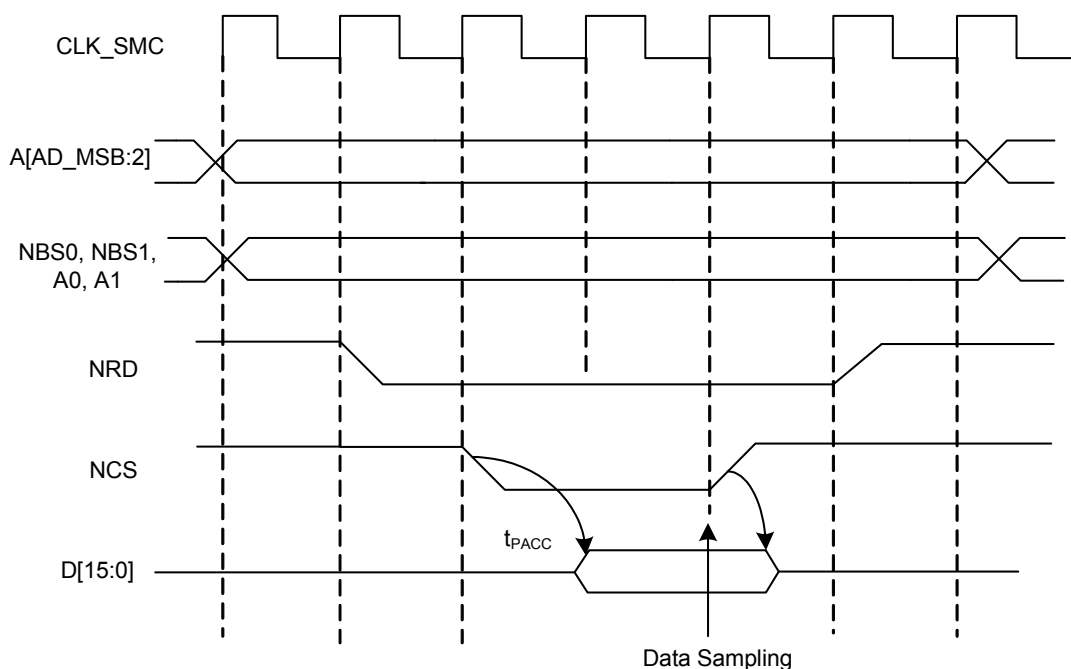 CLK_SMC
A[AD_MSB:2]
NBS0, NBS1,
A0, A1
NRD
NCS
tPACC
D[15:0]
Data Sampling